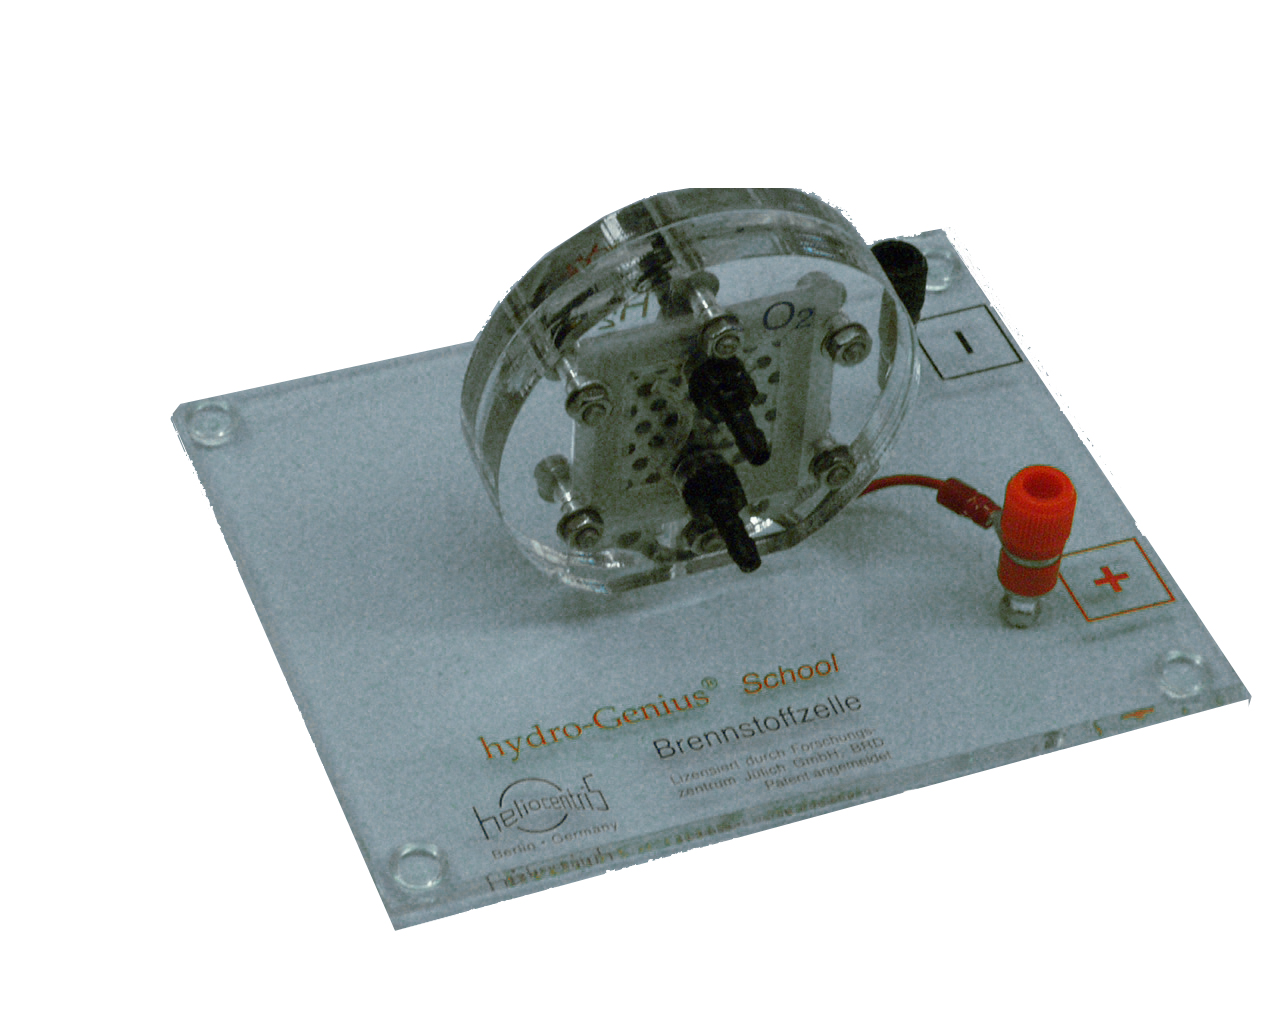 H2
O2
-
+
hydro-Genius® School
Brennstoffzelle
Lizensiert durch Forschungs-
zentrum Jülich GmbH, BRD
Patent angemeldet
heliocentris
Berlin • Germany